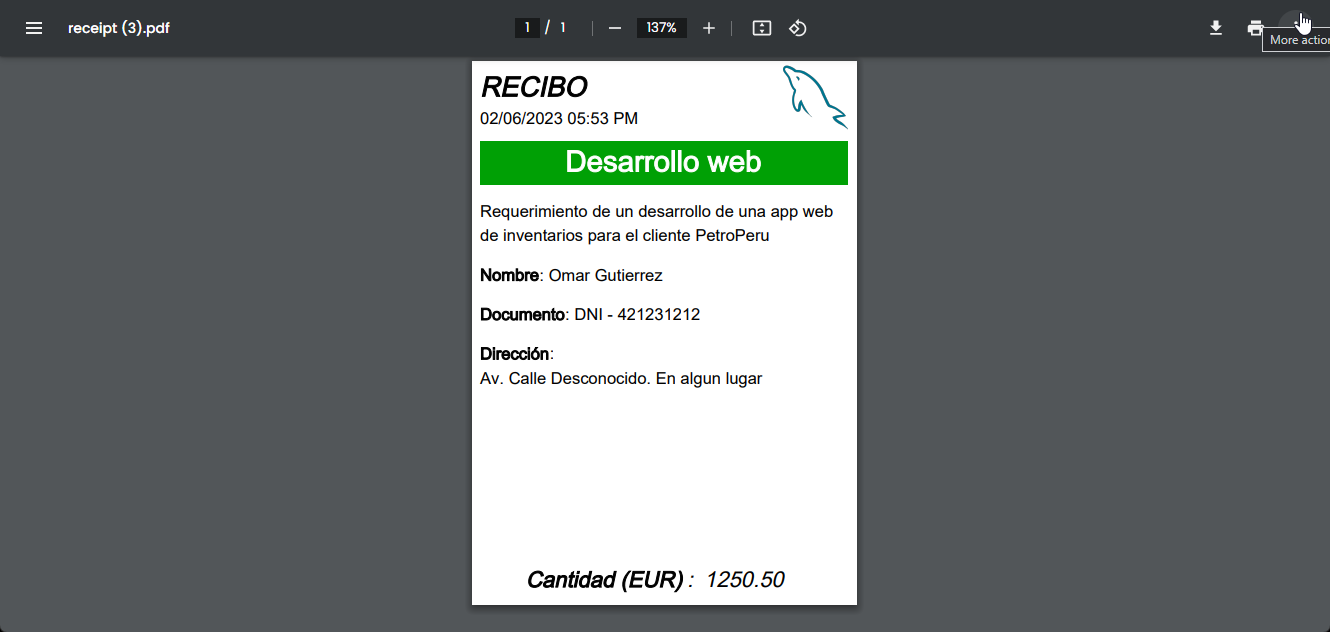 receipt (3).pdf
1 / 1
137%
More action
RECIBO
02/06/2023 05:53 PM
Desarrollo web
Requerimiento de un desarrollo de una app web
de inventarios para el cliente PetroPeru
Nombre: Omar Gutierrez
Documento: DNI - 421231212
Dirección:
Av. Calle Desconocido. En algun lugar
Cantidad (EUR) : 1250.50